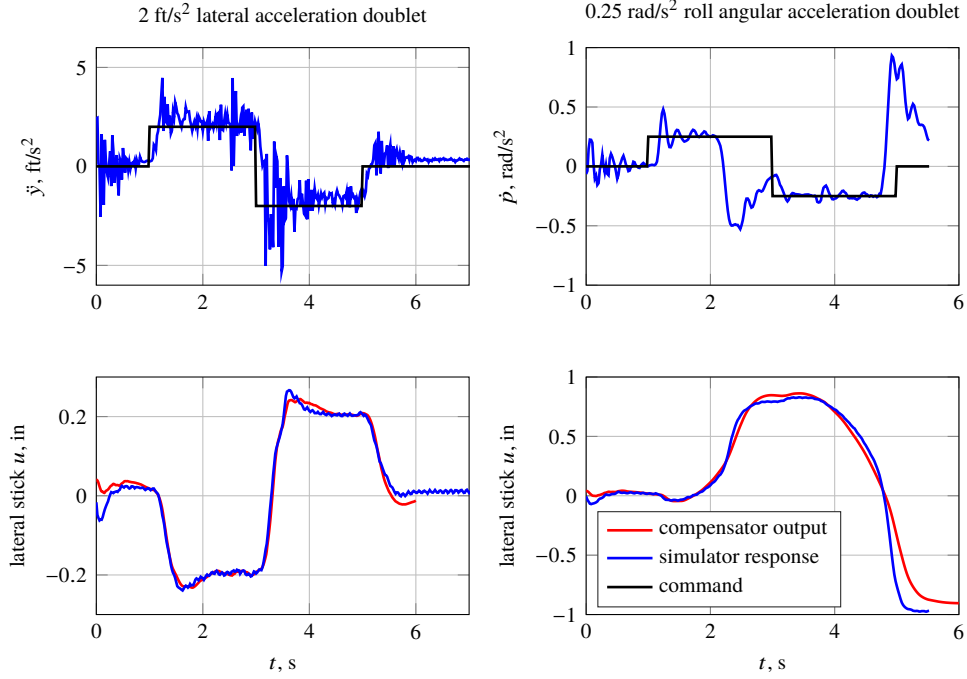 2 ft/s² lateral acceleration doublet
0.25 rad/s² roll angular acceleration doublet
ÿ, ft/s²
5
0
−5
0 2 4 6
ṗ, rad/s²
1
0.5
0
−0.5
−1
0 2 4 6
lateral stick u, in
0.2
0
−0.2
0 2 4 6
t, s
lateral stick u, in
1
0.5
0
−0.5
−1
0 2 4 6
t, s
compensator output
simulator response
command